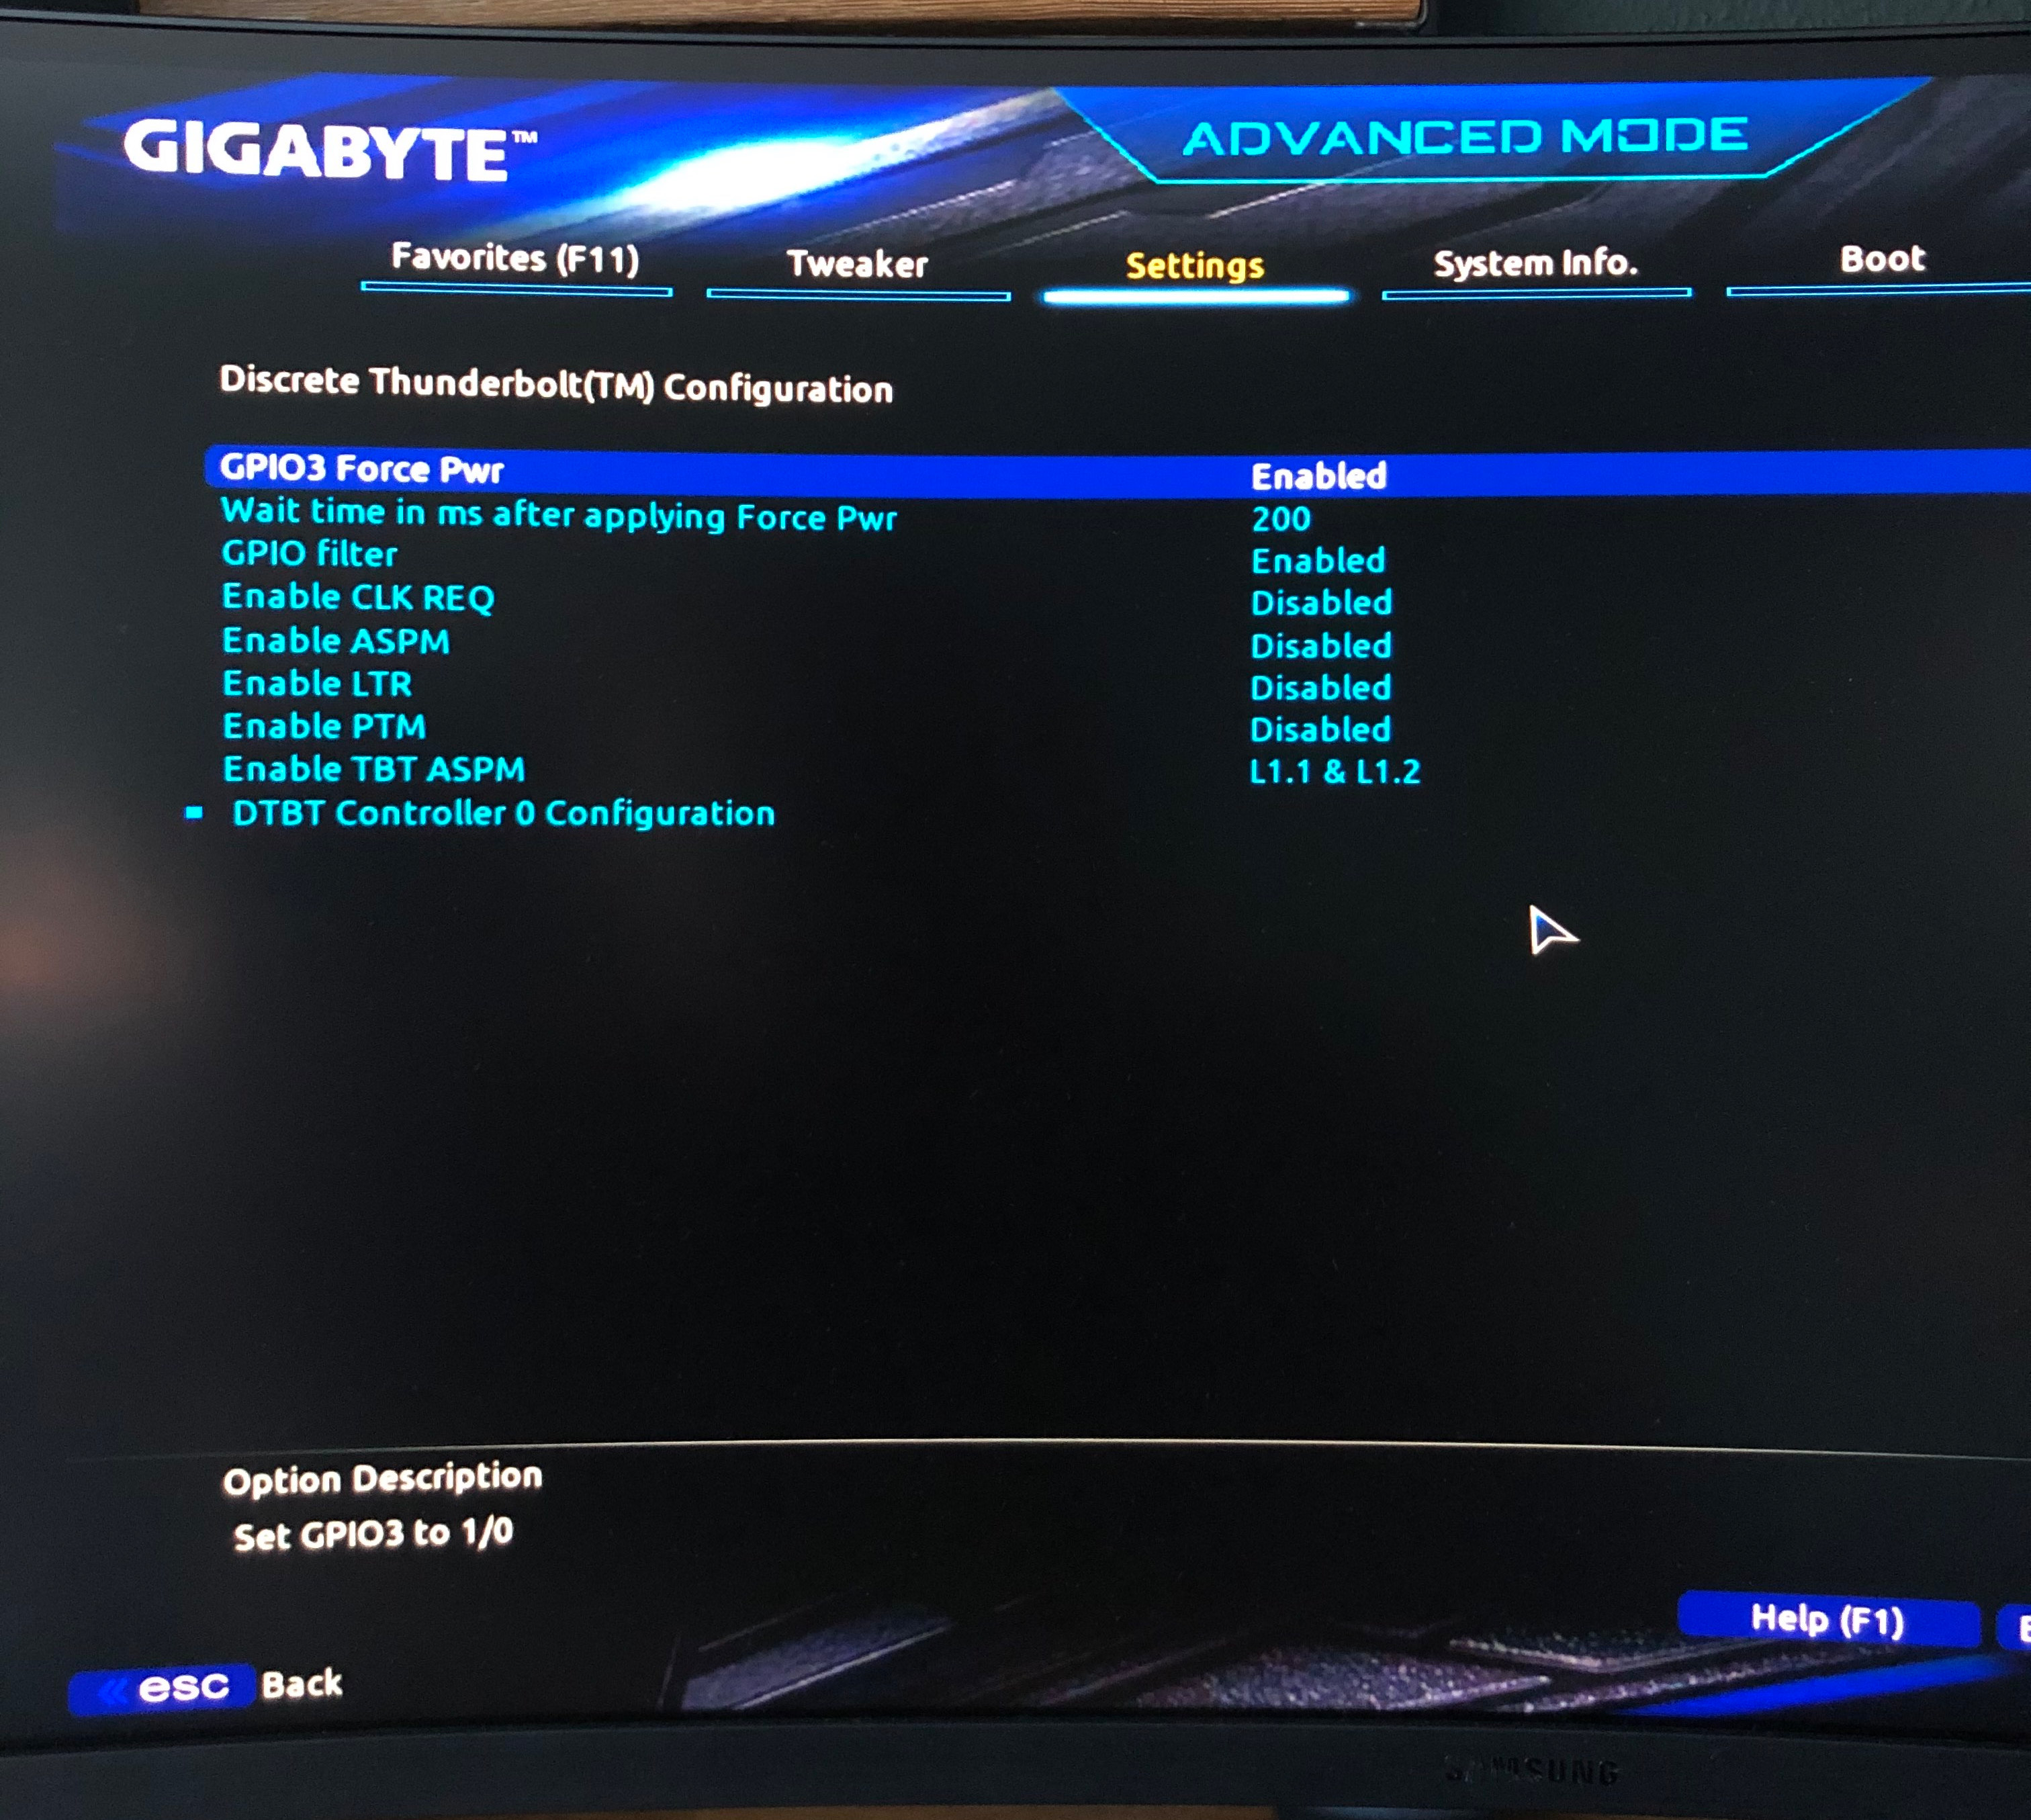 GIGABYTE™
ADVANCED MODE
Favorites (F11) Tweaker Settings System Info. Boot
Discrete Thunderbolt(TM) Configuration
GPIO3 Force Pwr Enabled
Wait time in ms after applying Force Pwr 200
GPIO filter Enabled
Enable CLK REQ Disabled
Enable ASPM Disabled
Enable LTR Disabled
Enable PTM Disabled
Enable TBT ASPM L1.1 & L1.2
DTBT Controller 0 Configuration
Option Description
Set GPIO3 to 1/0
Help (F1)
esc Back
SAMSUNG